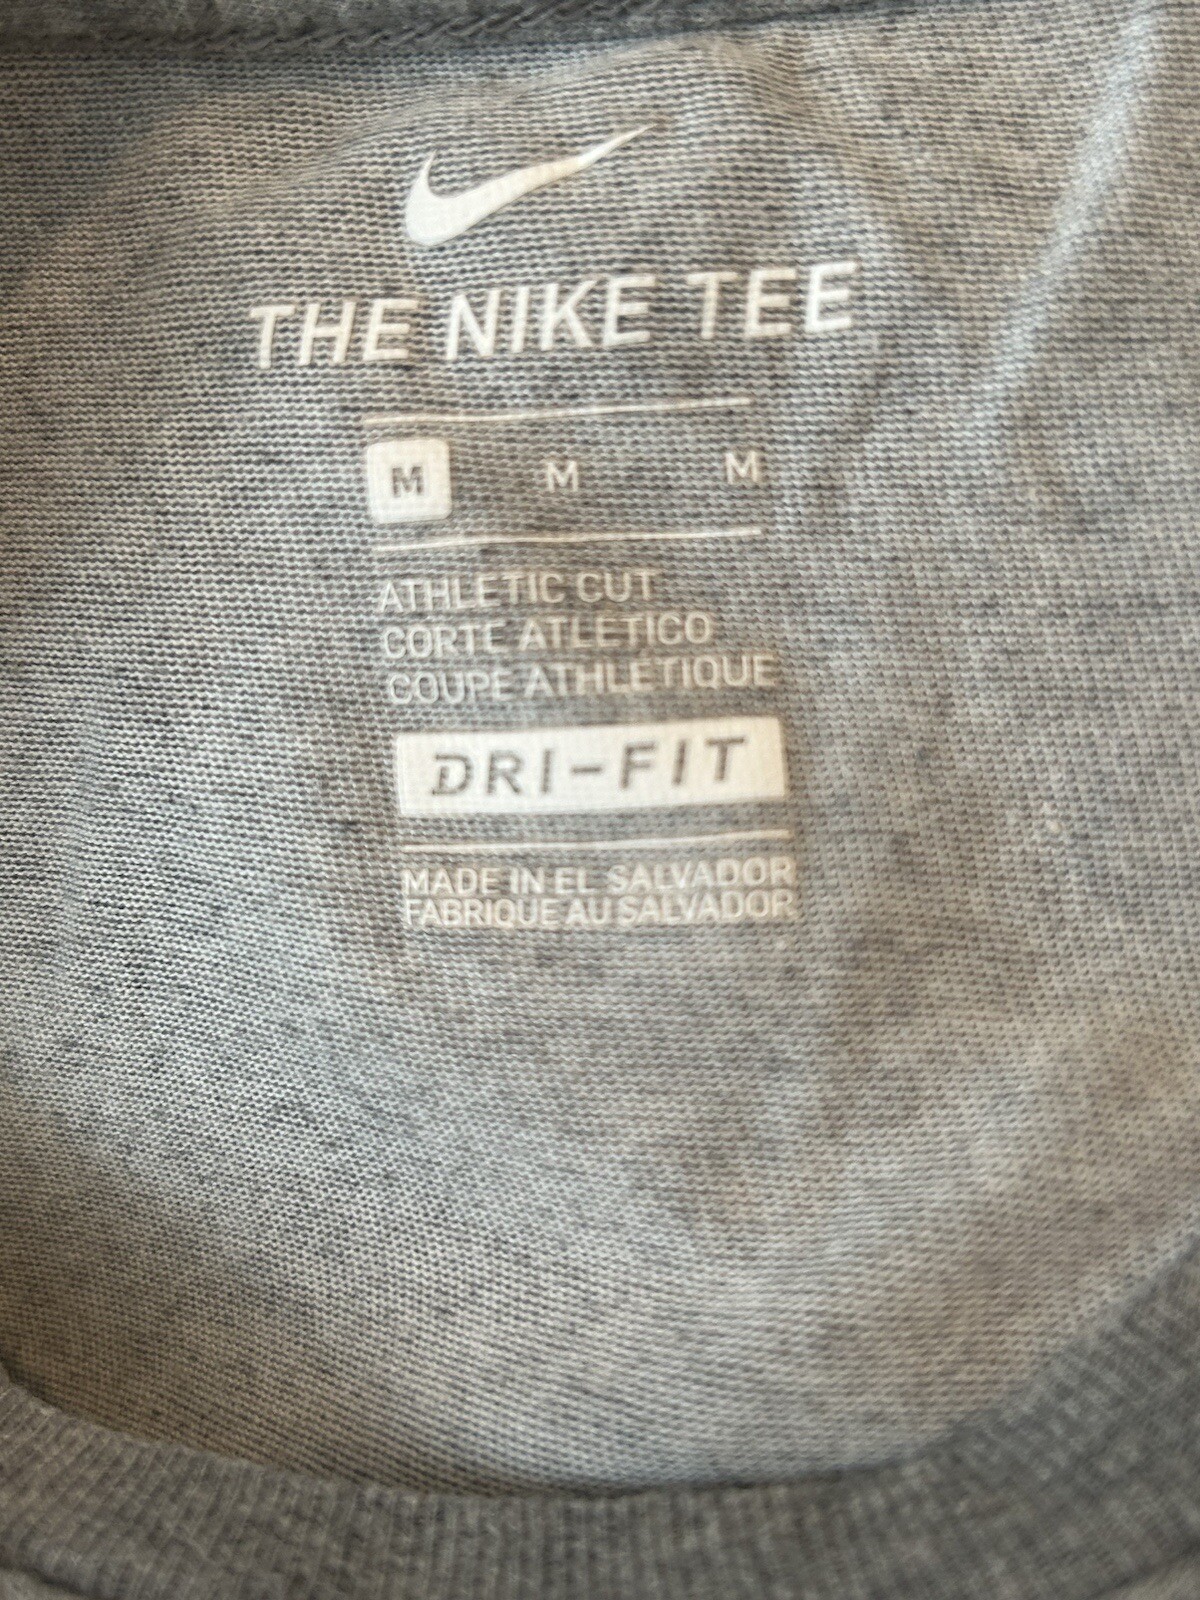 THE NIKE TEE
M M M
ATHLETIC CUT
CORTE ATLETICO
COUPE ATHLETIQUE
DRI-FIT
MADE IN EL SALVADOR
FABRIQUE AU SALVADOR